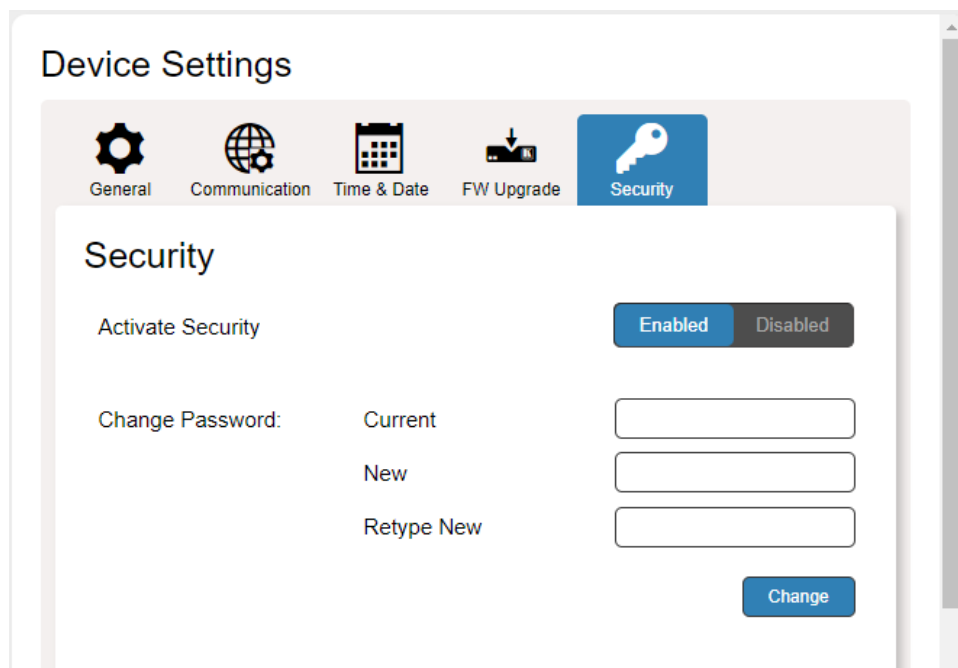 Device Settings
General Communication Time & Date FW Upgrade Security
Security
Activate Security Enabled Disabled
Change Password: Current
New
Retype New
Change